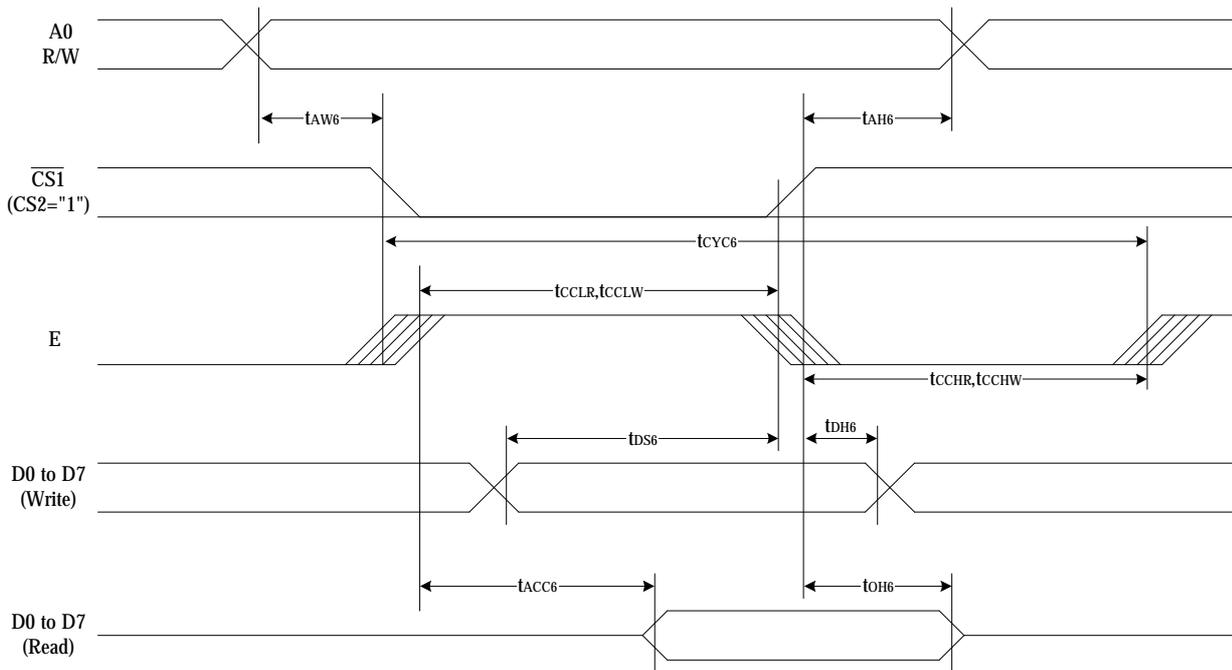 A0
R/W
tAW6
tAH6
CS1
(CS2="1")
tCYC6
tCCLR,tCCLW
E
tCCHR,tCCHW
tDS6
tDH6
D0 to D7
(Write)
tACC6
tOH6
D0 to D7
(Read)